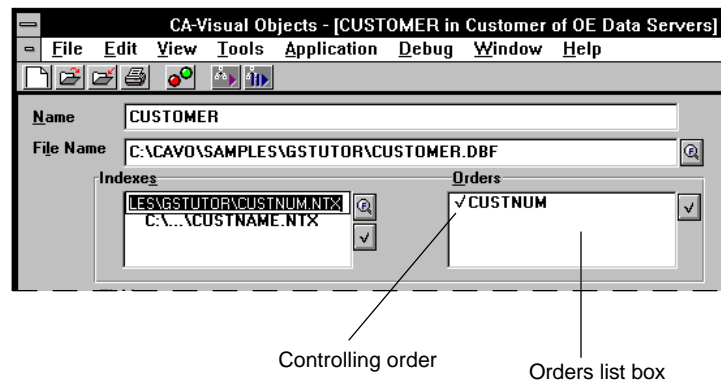 CA-Visual Objects - [CUSTOMER in Customer of OE Data Servers]
File Edit View Tools Application Debug Window Help
Name CUSTOMER
File Name C:\CAVO\SAMPLES\GSTUTOR\CUSTOMER.DBF
Indexes Orders
LES\GSTUTOR\CUSTNUM.NTX √CUSTNUM
C:\...\CUSTNAME.NTX
Controlling order
Orders list box